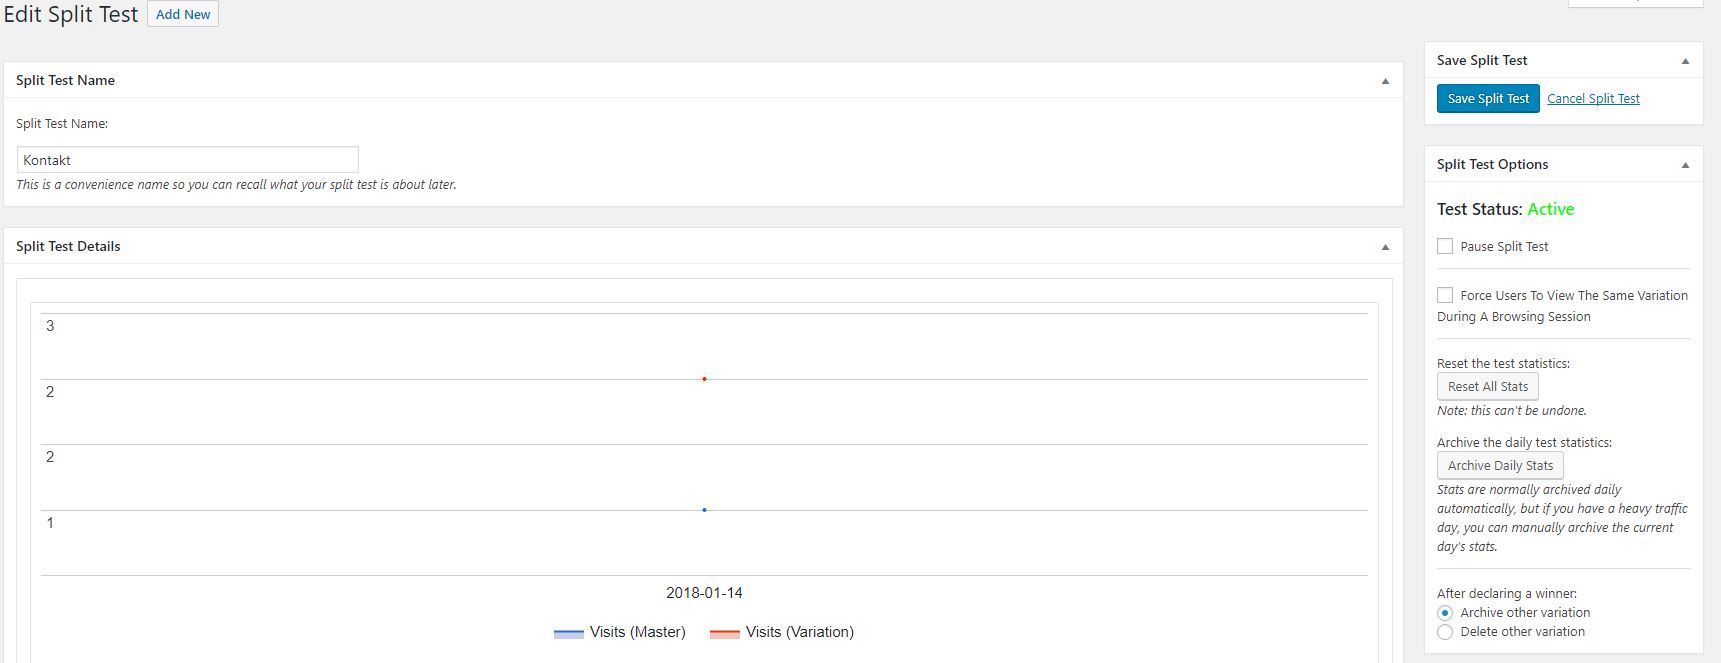 Edit Split Test Add New
Split Test Name
Split Test Name:
Kontakt
This is a convenience name so you can recall what your split test is about later.
Split Test Details
3
2
2
1
2018-01-14
Visits (Master) Visits (Variation)
Save Split Test
Save Split Test Cancel Split Test
Split Test Options
Test Status: Active
Pause Split Test
Force Users To View The Same Variation
During A Browsing Session
Reset the test statistics:
Reset All Stats
Note: this can't be undone.
Archive the daily test statistics:
Archive Daily Stats
Stats are normally archived daily
automatically, but if you have a heavy traffic
day, you can manually archive the current
day's stats.
After declaring a winner:
Archive other variation
Delete other variation